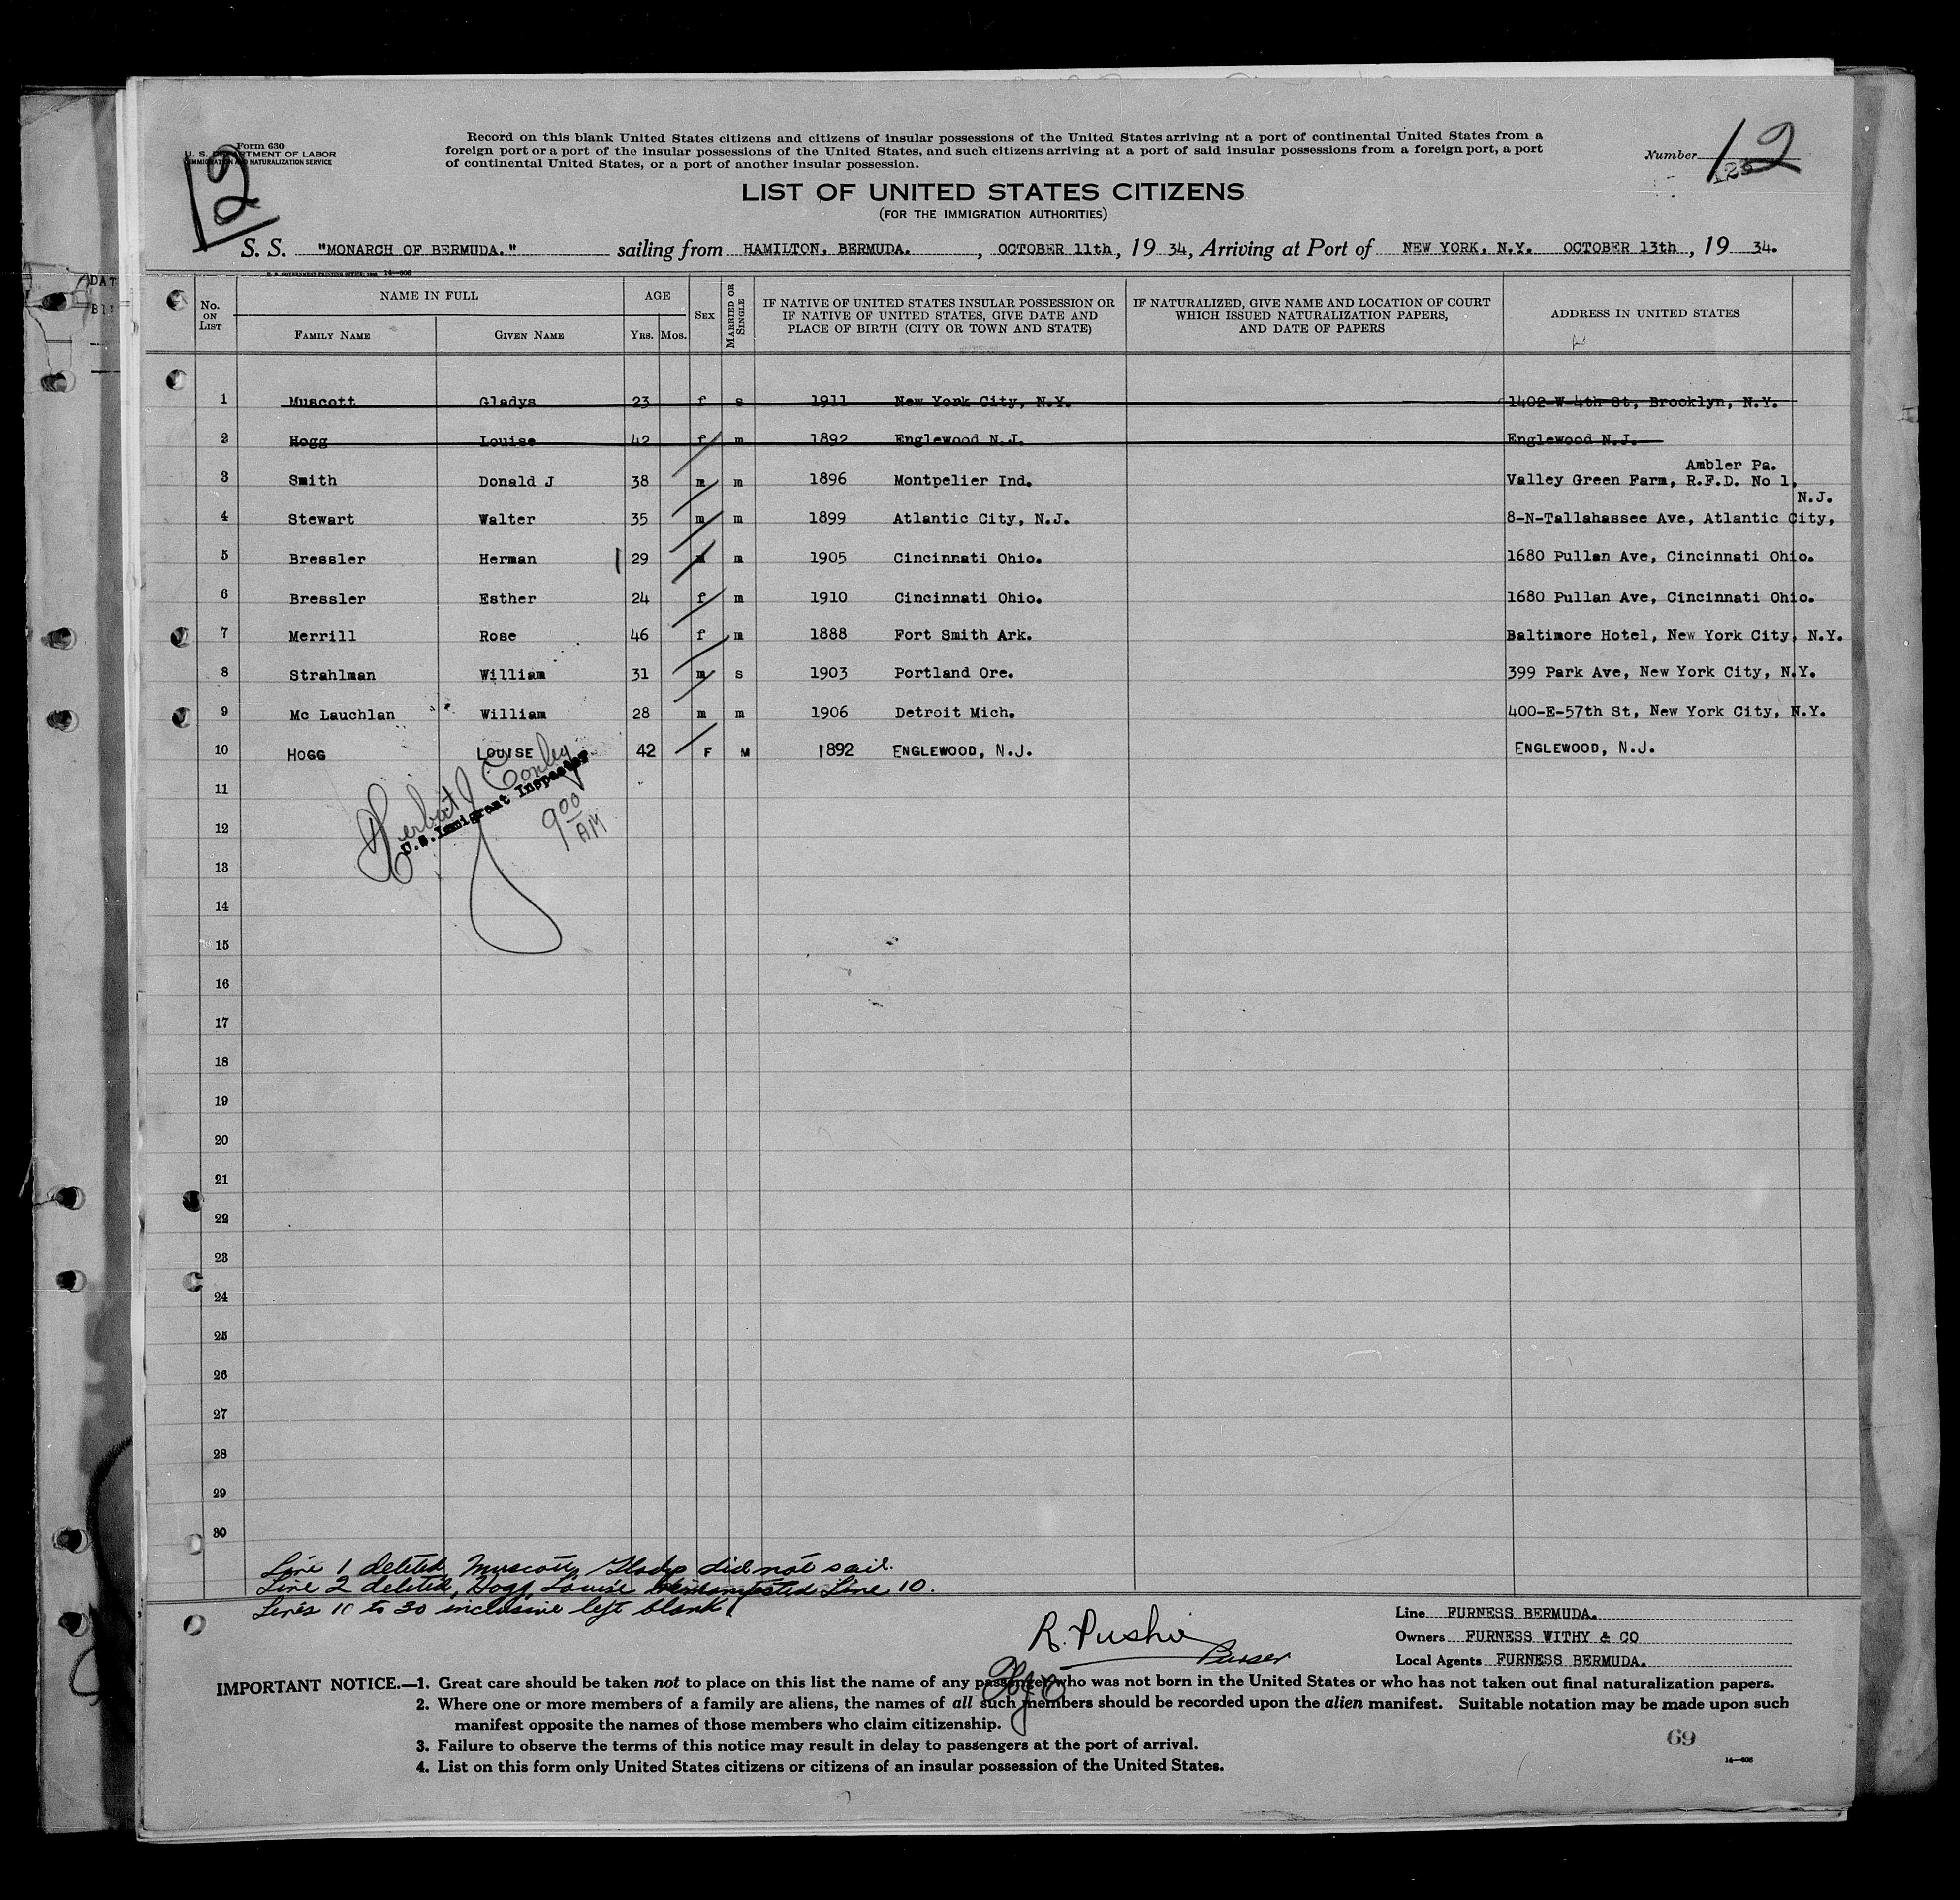 Form 630
U. S. DEPARTMENT OF LABOR
IMMIGRATION AND NATURALIZATION SERVICE
12
Record on this blank United States citizens and citizens of insular possessions of the United States arriving at a port of continental United States from a
foreign port or a port of the insular possessions of the United States, and such citizens arriving at a port of said insular possessions from a foreign port, a port
of continental United States, or a port of another insular possession.
Number 12
LIST OF UNITED STATES CITIZENS
(FOR THE IMMIGRATION AUTHORITIES)
S. S. "MONARCH OF BERMUDA." sailing from HAMILTON, BERMUDA. , OCTOBER 11th, 19 34, Arriving at Port of NEW YORK, N.Y. OCTOBER 13th, 19 34.
No. ON LIST NAME IN FULL AGE SEX MARRIED OR SINGLE IF NATIVE OF UNITED STATES INSULAR POSSESSION OR IF NATIVE OF UNITED STATES, GIVE DATE AND PLACE OF BIRTH (CITY OR TOWN AND STATE) IF NATURALIZED, GIVE NAME AND LOCATION OF COURT WHICH ISSUED NATURALIZATION PAPERS, AND DATE OF PAPERS ADDRESS IN UNITED STATES
FAMILY NAME GIVEN NAME YRS. MOS.
1 Muscott Gladys 23 f s 1911 New York City, N.Y. 1402-W-4th St, Brooklyn, N.Y.
2 Hogg Louise 42 f m 1892 Englewood N.J. Englewood N.J.
Ambler Pa.
3 Smith Donald J 38 m m 1896 Montpelier Ind. Valley Green Farm, R.F.D. No 1,
N.J.
4 Stewart Walter 35 m m 1899 Atlantic City, N.J. 8-N-Tallahassee Ave, Atlantic City,
5 Bressler Herman 29 m m 1905 Cincinnati Ohio. 1680 Pullan Ave, Cincinnati Ohio.
6 Bressler Esther 24 f m 1910 Cincinnati Ohio. 1680 Pullan Ave, Cincinnati Ohio.
7 Merrill Rose 46 f m 1888 Fort Smith Ark. Baltimore Hotel, New York City, N.Y.
8 Strahlman William 31 m s 1903 Portland Ore. 399 Park Ave, New York City, N.Y.
9 Mc Lauchlan William 28 m m 1906 Detroit Mich. 400-E-57th St, New York City, N.Y.
10 HOGG LOUISE 42 F M 1892 ENGLEWOOD, N.J. ENGLEWOOD, N.J.
11
Herbert J Conley
U.S. Immigrant Inspector
9 00 AM
12
13
14
15
16
17
18
19
20
21
22
23
24
25
26
27
28
29
30
Line 1 deleted, Muscott, Gladys did not sail.
Line 2 deleted, Hogg, Louise remanifested Line 10.
Lines 11 to 30 inclusive left blank.
Purser
Line FURNESS BERMUDA.
Owners FURNESS WITHY & CO
Local Agents FURNESS BERMUDA.
IMPORTANT NOTICE.—1. Great care should be taken not to place on this list the name of any passenger who was not born in the United States or who has not taken out final naturalization papers.
2. Where one or more members of a family are aliens, the names of all such members should be recorded upon the alien manifest. Suitable notation may be made upon such
manifest opposite the names of those members who claim citizenship.
3. Failure to observe the terms of this notice may result in delay to passengers at the port of arrival.
4. List on this form only United States citizens or citizens of an insular possession of the United States.
69
14—606